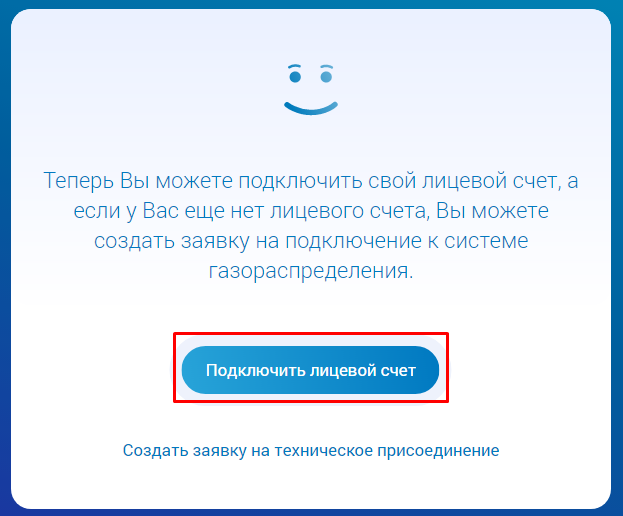 Теперь Вы можете подключить свой лицевой счет, а
если у Вас еще нет лицевого счета, Вы можете
создать заявку на подключение к системе
газораспределения.
Подключить лицевой счет
Создать заявку на техническое присоединение